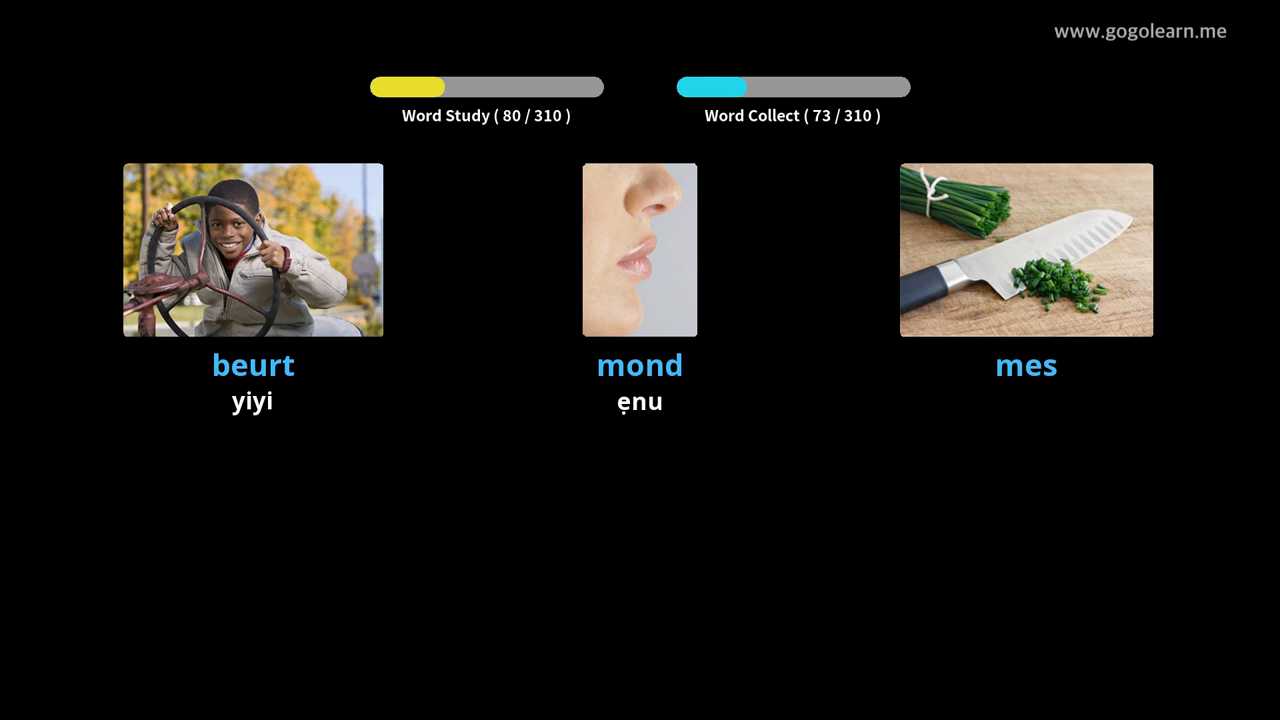 www.gogolearn.me
Word Study ( 80 / 310 )
Word Collect ( 73 / 310 )
beurt
yiyi
mond
ẹnu
mes